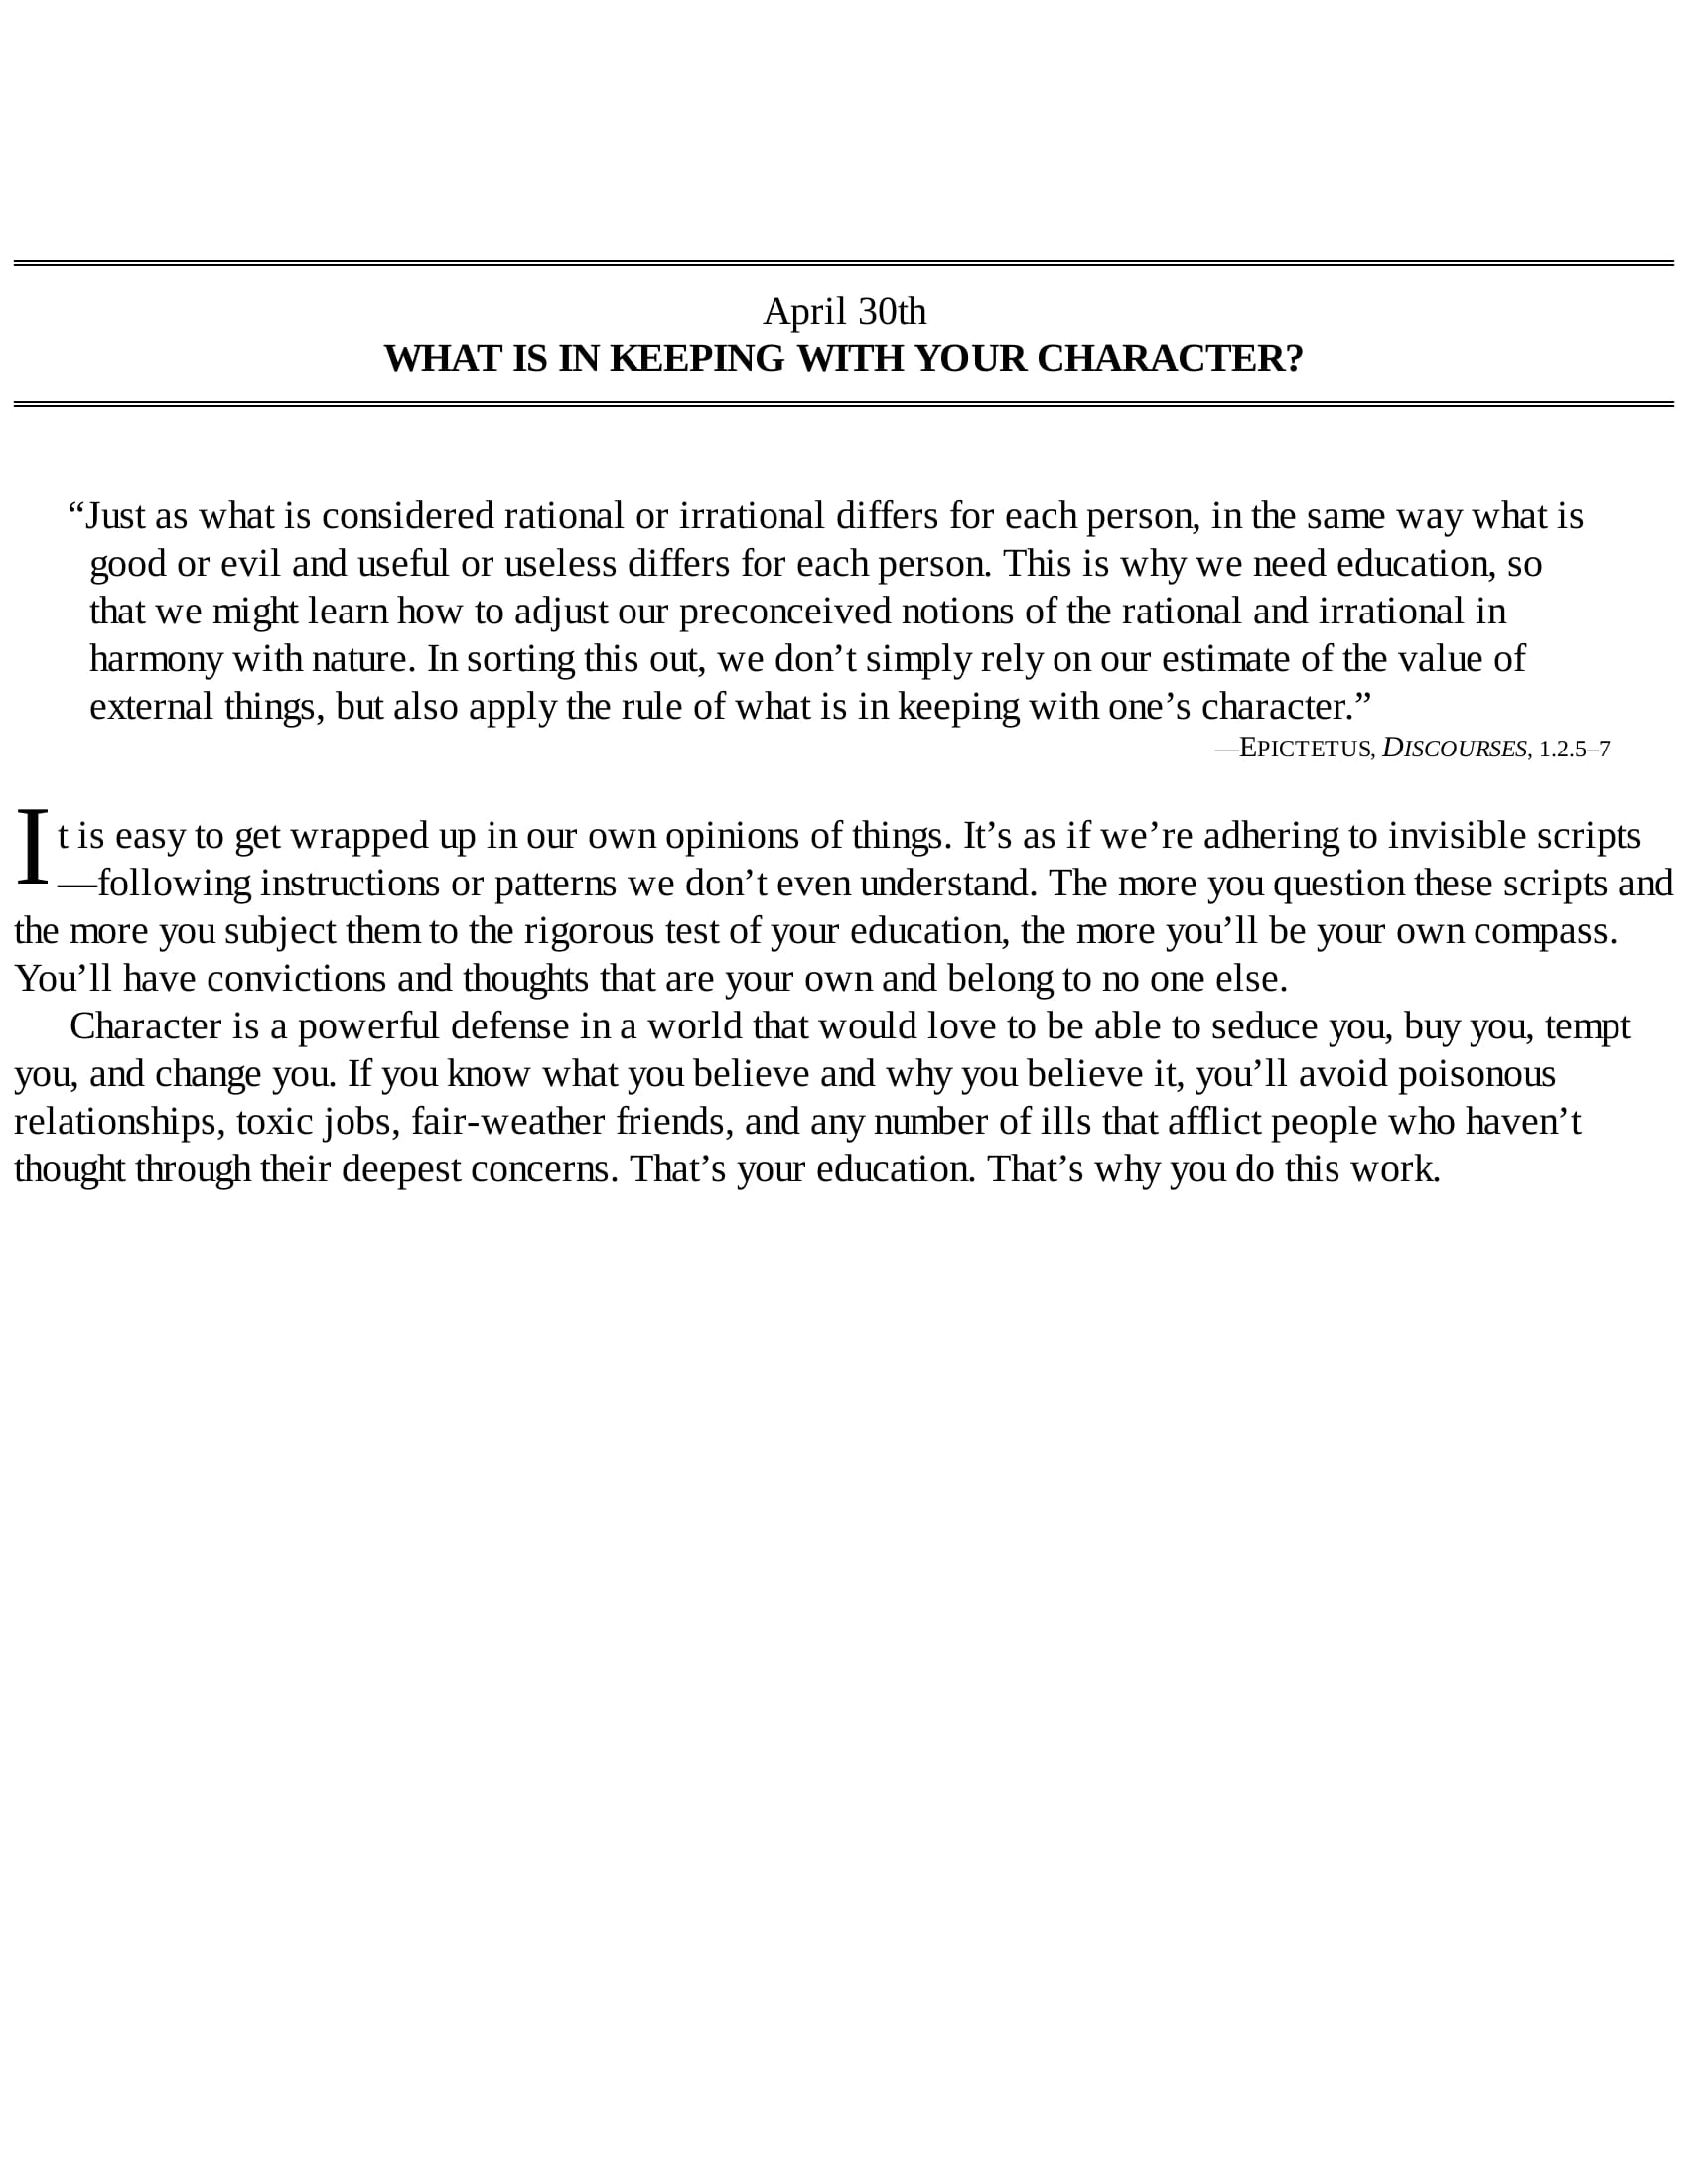 April 30th
WHAT IS IN KEEPING WITH YOUR CHARACTER?
“Just as what is considered rational or irrational differs for each person, in the same way what is
good or evil and useful or useless differs for each person. This is why we need education, so
that we might learn how to adjust our preconceived notions of the rational and irrational in
harmony with nature. In sorting this out, we don’t simply rely on our estimate of the value of
external things, but also apply the rule of what is in keeping with one’s character.”
—EPICTETUS, DISCOURSES, 1.2.5–7
It is easy to get wrapped up in our own opinions of things. It’s as if we’re adhering to invisible scripts
—following instructions or patterns we don’t even understand. The more you question these scripts and
the more you subject them to the rigorous test of your education, the more you’ll be your own compass.
You’ll have convictions and thoughts that are your own and belong to no one else.
Character is a powerful defense in a world that would love to be able to seduce you, buy you, tempt
you, and change you. If you know what you believe and why you believe it, you’ll avoid poisonous
relationships, toxic jobs, fair-weather friends, and any number of ills that afflict people who haven’t
thought through their deepest concerns. That’s your education. That’s why you do this work.